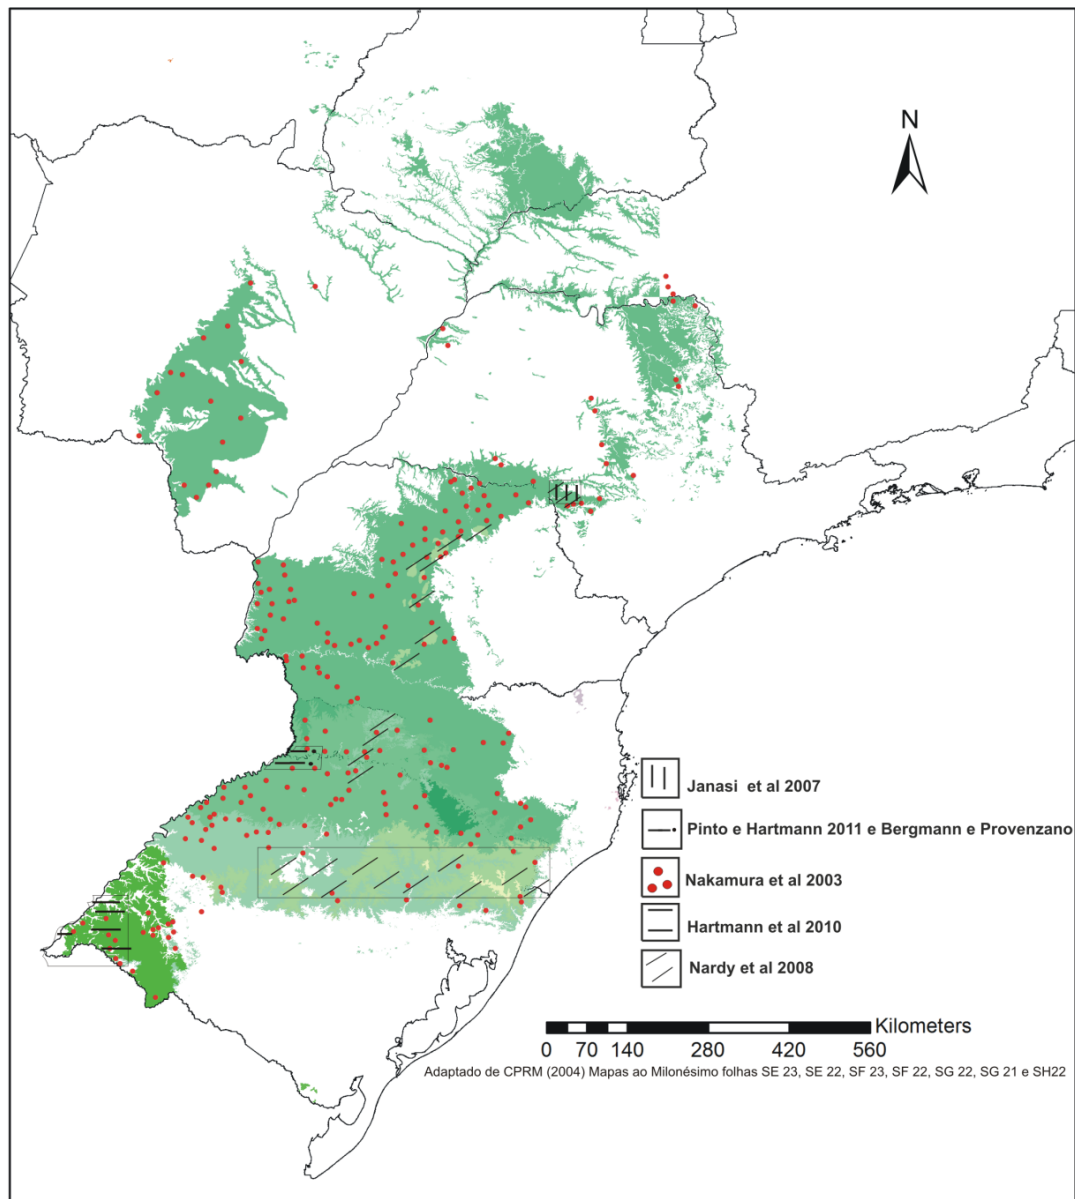 N
Janasi et al 2007
Pinto e Hartmann 2011 e Bergmann e Provenzano
Nakamura et al 2003
Hartmann et al 2010
Nardy et al 2008
Kilometers
0 70 140 280 420 560
Adaptado de CPRM (2004) Mapas ao Milonésimo folhas SE 23, SE 22, SF 23, SF 22, SG 22, SG 21 e SH22